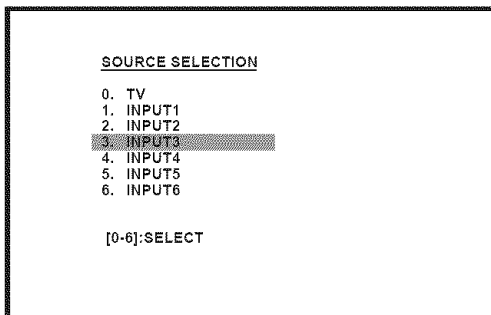 SOURCE SELECTION
0. TV
1. INPUT1
2. INPUT2
3. INPUT3
4. INPUT4
5. INPUT5
6. INPUT6
[0-6]:SELECT